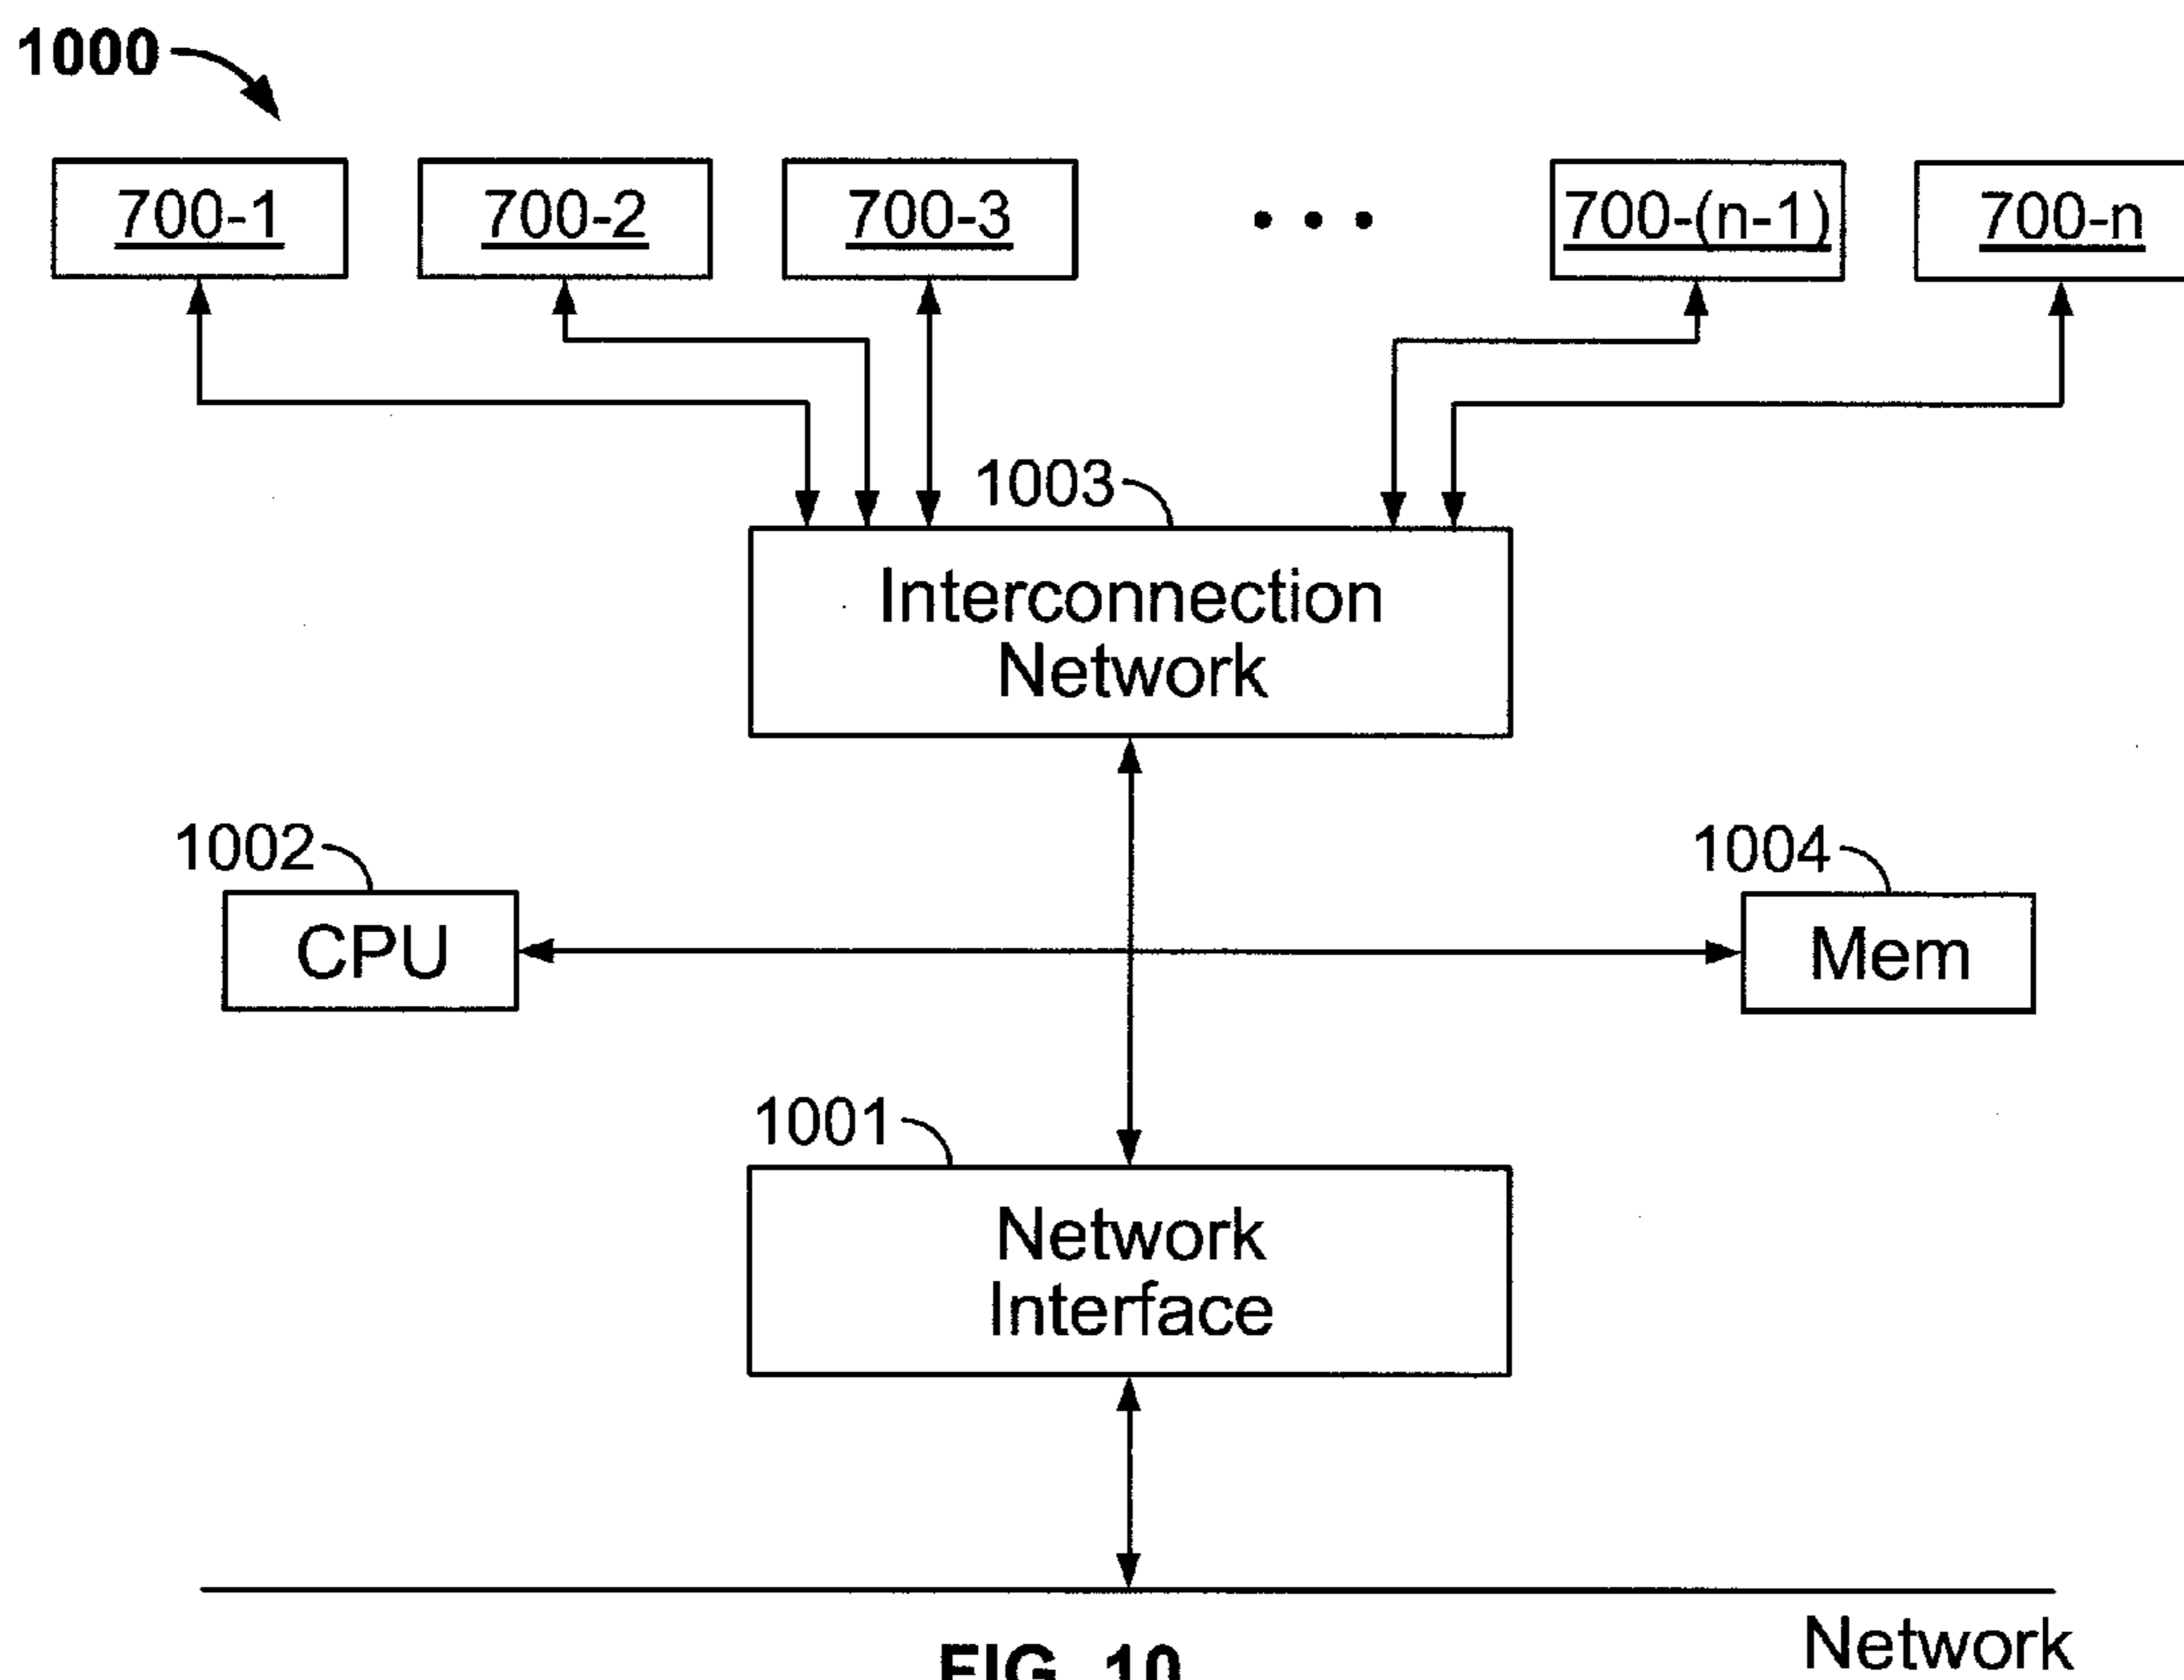 1000
700-1 700-2 700-3 • • • 700-(n-1) 700-n
1003
Interconnection
Network
1002
CPU
1004
Mem
1001
Network
Interface
Network
FIG. 10